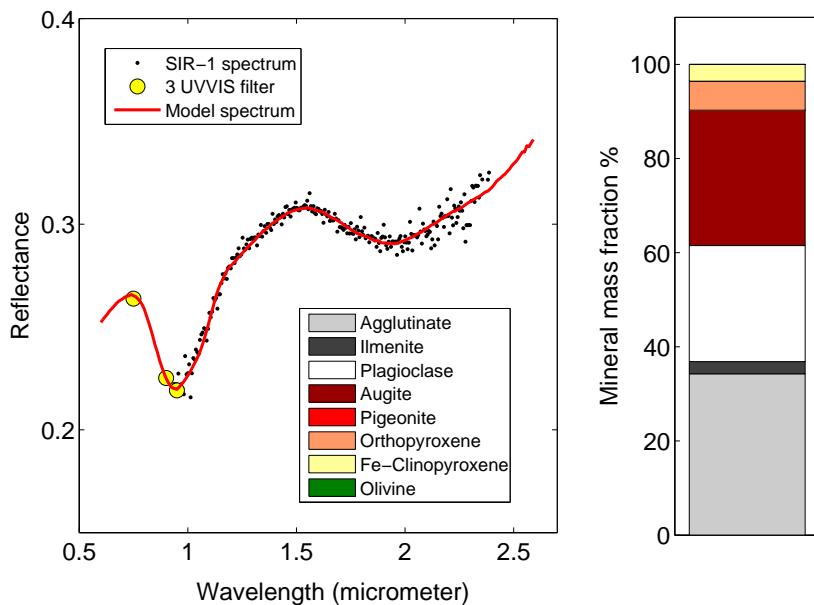 0.4
0.3
0.2
0.5
1
1.5
2
2.5
Reflectance
Wavelength (micrometer)
SIR−1 spectrum
3 UVVIS filter
Model spectrum
Agglutinate
Ilmenite
Plagioclase
Augite
Pigeonite
Orthopyroxene
Fe−Clinopyroxene
Olivine
Mineral mass fraction %
100
80
60
40
20
0